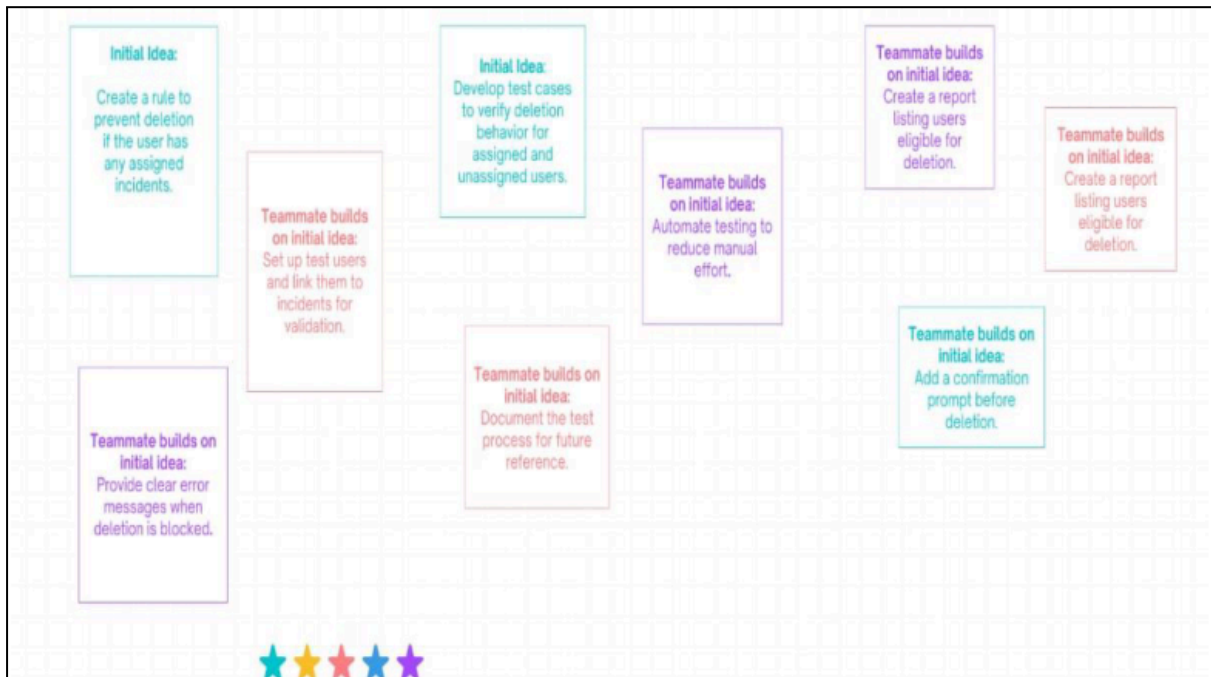 Initial Idea:
Create a rule to
prevent deletion
if the user has
any assigned
incidents.
Teammate builds
on initial idea:
Set up test users
and link them to
incidents for
validation.
Teammate builds on
initial idea:
Provide clear error
messages when
deletion is blocked.
Initial Idea:
Develop test cases
to verify deletion
behavior for
assigned and
unassigned users.
Teammate builds
on initial idea:
Automate testing to
reduce manual
effort.
Teammate builds on
initial idea:
Document the test
process for future
reference.
Teammate builds
on initial idea:
Create a report
listing users
eligible for
deletion.
Teammate builds
on initial idea:
Create a report
listing users
eligible for
deletion.
Teammate builds on
initial idea:
Add a confirmation
prompt before
deletion.